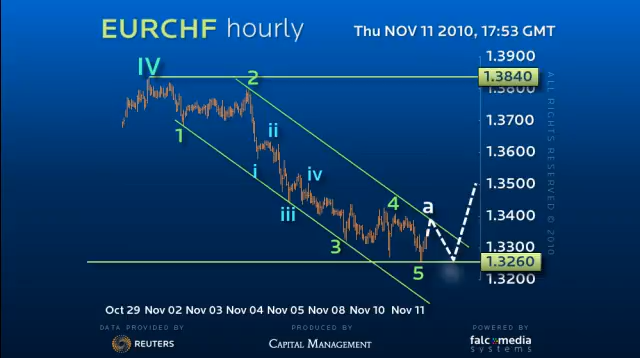 EURCHF hourly
Thu NOV 11 2010, 17:53 GMT
IV
1.3900
1.3840
1.3800
1.3700
1.3600
1.3500
1.3400
1.3300
1.3260
1.3200
2
1
ii
i
iv
iii
4
a
3
5
ALL RIGHTS RESERVED © 2010
Oct 29 Nov 02 Nov 03 Nov 04 Nov 05 Nov 08 Nov 10 Nov 11
DATA PROVIDED BY
REUTERS
PRODUCED BY
CAPITAL MANAGEMENT
POWERED BY
falc media
systems